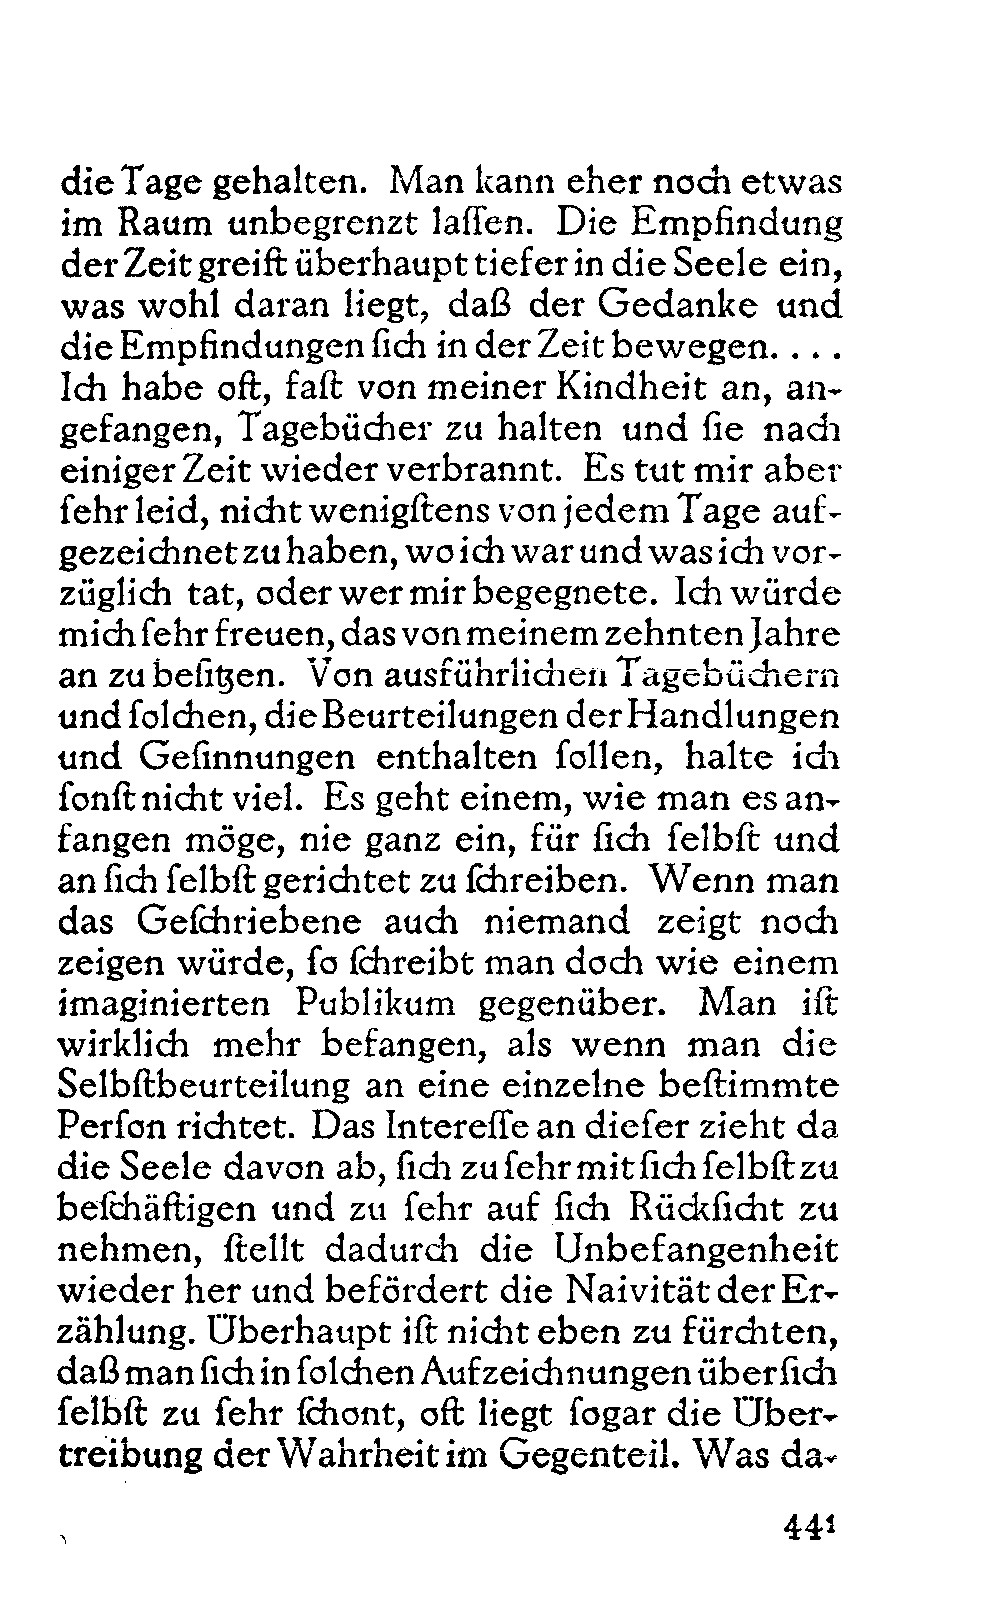 die Tage gehalten. Man kann eher noch etwas
im Raum unbegrenzt laſſen. Die Empfindung
der Zeit greift überhaupt tiefer in die Seele ein,
was wohl daran liegt, daß der Gedanke und
die Empfindungen ſich in der Zeit bewegen. . . .
Ich habe oft, faſt von meiner Kindheit an, an-
gefangen, Tagebücher zu halten und ſie nach
einiger Zeit wieder verbrannt. Es tut mir aber
ſehr leid, nicht wenigſtens von jedem Tage auf-
gezeichnet zu haben, wo ich war und was ich vor-
züglich tat, oder wer mir begegnete. Ich würde
mich ſehr freuen, das von meinem zehnten Jahre
an zu beſitzen. Von ausführlichen Tagebüchern
und ſolchen, die Beurteilungen der Handlungen
und Geſinnungen enthalten ſollen, halte ich
ſonſt nicht viel. Es geht einem, wie man es an-
fangen möge, nie ganz ein, für ſich ſelbſt und
an ſich ſelbſt gerichtet zu ſchreiben. Wenn man
das Geſchriebene auch niemand zeigt noch
zeigen würde, ſo ſchreibt man doch wie einem
imaginierten Publikum gegenüber. Man iſt
wirklich mehr befangen, als wenn man die
Selbſtbeurteilung an eine einzelne beſtimmte
Perſon richtet. Das Intereſſe an dieſer zieht da
die Seele davon ab, ſich zu ſehr mit ſich ſelbſt zu
beſchäftigen und zu ſehr auf ſich Rückſicht zu
nehmen, ſtellt dadurch die Unbefangenheit
wieder her und befördert die Naivität der Er-
zählung. Überhaupt iſt nicht eben zu fürchten,
daß man ſich in ſolchen Aufzeichnungen über ſich
ſelbſt zu ſehr ſchont, oft liegt ſogar die Über-
treibung der Wahrheit im Gegenteil. Was da-
441